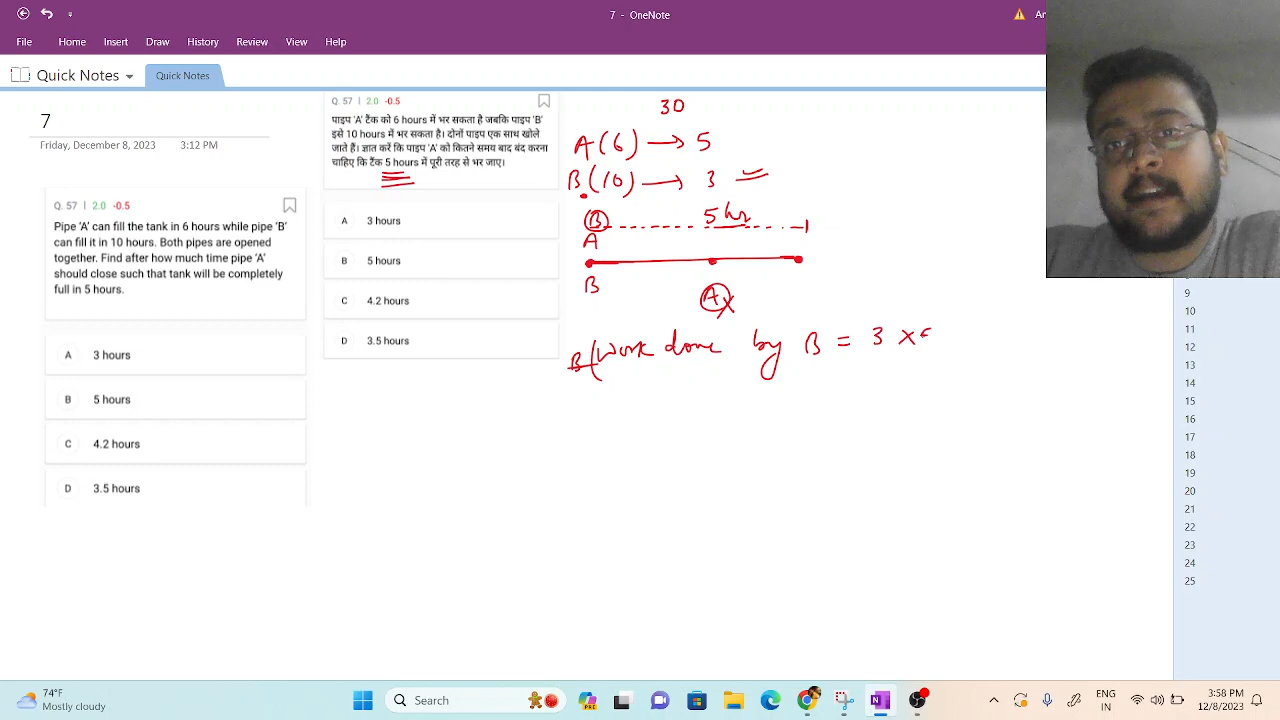 7 - OneNote
File Home Insert Draw History Review View Help
Quick Notes
Quick Notes
7
Friday, December 8, 2023 3:12 PM
Q. 57 | 2.0 -0.5
Pipe 'A' can fill the tank in 6 hours while pipe 'B'
can fill it in 10 hours. Both pipes are opened
together. Find after how much time pipe 'A'
should close such that tank will be completely
full in 5 hours.
A 3 hours
B 5 hours
C 4.2 hours
D 3.5 hours
Q. 57 | 2.0 -0.5
पाइप 'A' टैंक को 6 hours में भर सकता है जबकि पाइप 'B'
इसे 10 hours में भर सकता है। दोनों पाइप एक साथ खोले
जाते हैं। ज्ञात करें कि पाइप 'A' को कितने समय बाद बंद करना
चाहिए कि टैंक 5 hours में पूरी तरह से भर जाए।
A 3 hours
B 5 hours
C 4.2 hours
D 3.5 hours
30
A (6) → 5
B (10) → 3
B 5 hr
A
B
A
B (Work done by B = 3 ×
9
10
11
12
13
14
15
16
17
18
19
20
21
22
23
24
25
74°F
Mostly cloudy
Search
ENG
IN
3:58 PM
12/8/2023